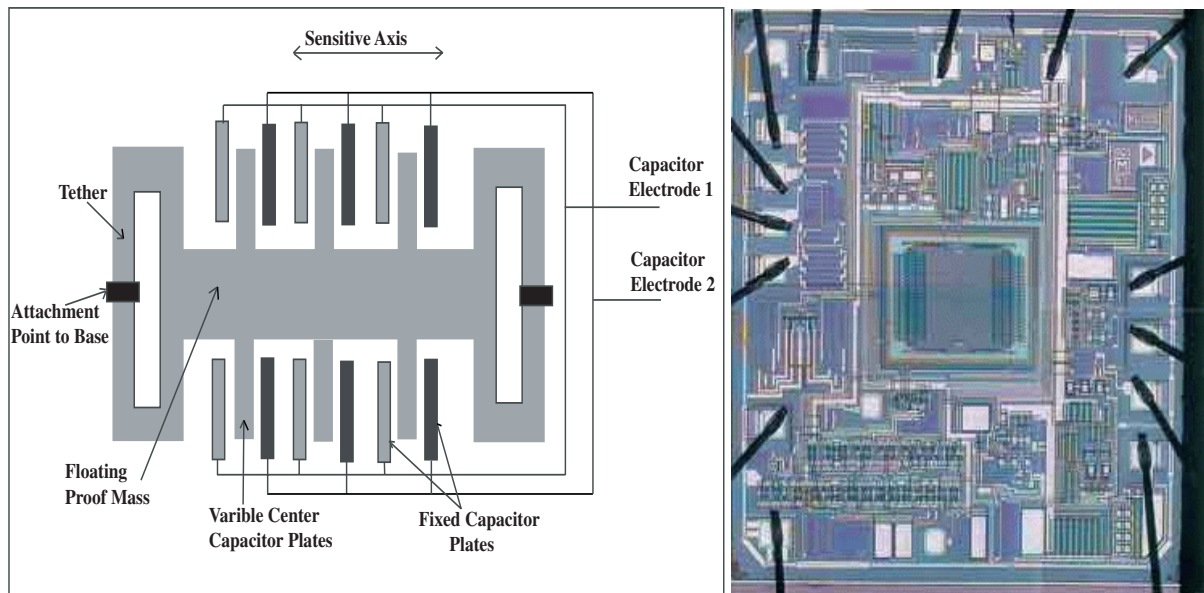 Sensitive Axis
Capacitor
Electrode 1
Tether
Capacitor
Electrode 2
Attachment
Point to Base
Floating
Proof Mass
Varible Center
Capacitor Plates
Fixed Capacitor
Plates